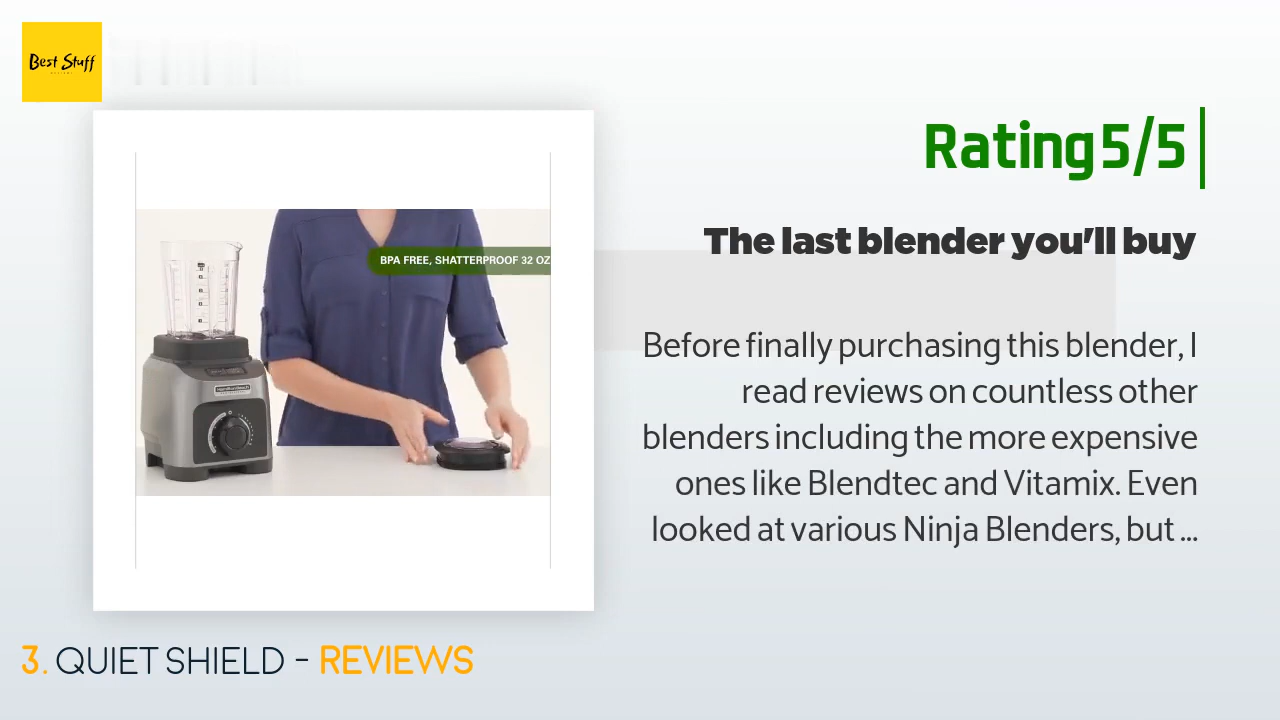 Best Stuff
Rating 5/5
The last blender you'll buy
BPA FREE, SHATTERPROOF 32 OZ
Before finally purchasing this blender, I
read reviews on countless other
blenders including the more expensive
ones like Blendtec and Vitamix. Even
looked at various Ninja Blenders, but ...
3. QUIET SHIELD - REVIEWS